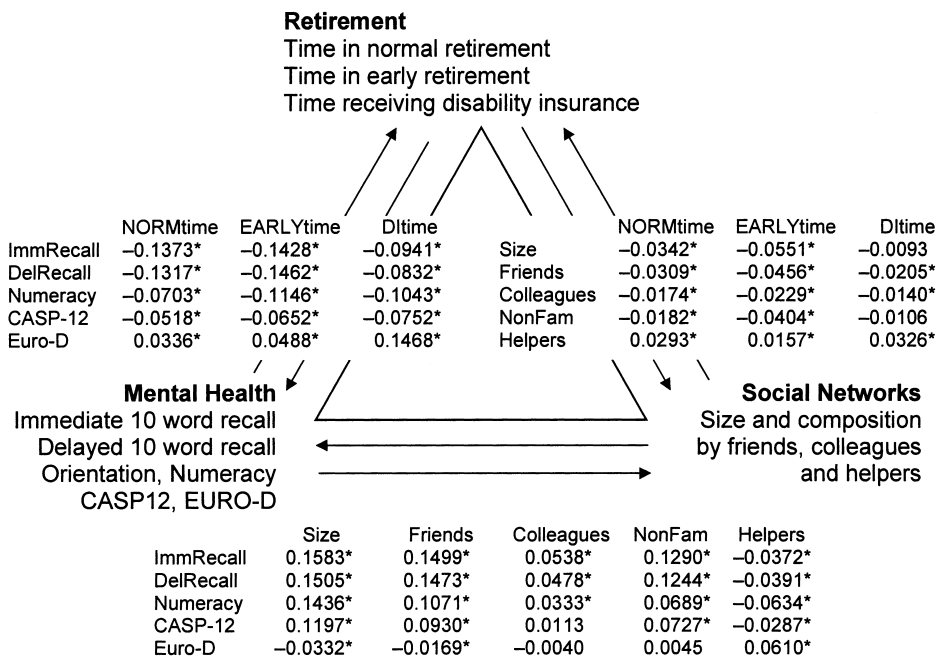 Retirement
Time in normal retirement
Time in early retirement
Time receiving disability insurance
NORMtime EARLYtime DItime
ImmRecall –0.1373* –0.1428* –0.0941*
DelRecall –0.1317* –0.1462* –0.0832*
Numeracy –0.0703* –0.1146* –0.1043*
CASP-12 –0.0518* –0.0652* –0.0752*
Euro-D 0.0336* 0.0488* 0.1468*
NORMtime EARLYtime DItime
Size –0.0342* –0.0551* –0.0093
Friends –0.0309* –0.0456* –0.0205*
Colleagues –0.0174* –0.0229* –0.0140*
NonFam –0.0182* –0.0404* –0.0106
Helpers 0.0293* 0.0157* 0.0326*
Mental Health
Immediate 10 word recall
Delayed 10 word recall
Orientation, Numeracy
CASP12, EURO-D
Social Networks
Size and composition
by friends, colleagues
and helpers
Size Friends Colleagues NonFam Helpers
ImmRecall 0.1583* 0.1499* 0.0538* 0.1290* –0.0372*
DelRecall 0.1505* 0.1473* 0.0478* 0.1244* –0.0391*
Numeracy 0.1436* 0.1071* 0.0333* 0.0689* –0.0634*
CASP-12 0.1197* 0.0930* 0.0113 0.0727* –0.0287*
Euro-D –0.0332* –0.0169* –0.0040 0.0045 0.0610*